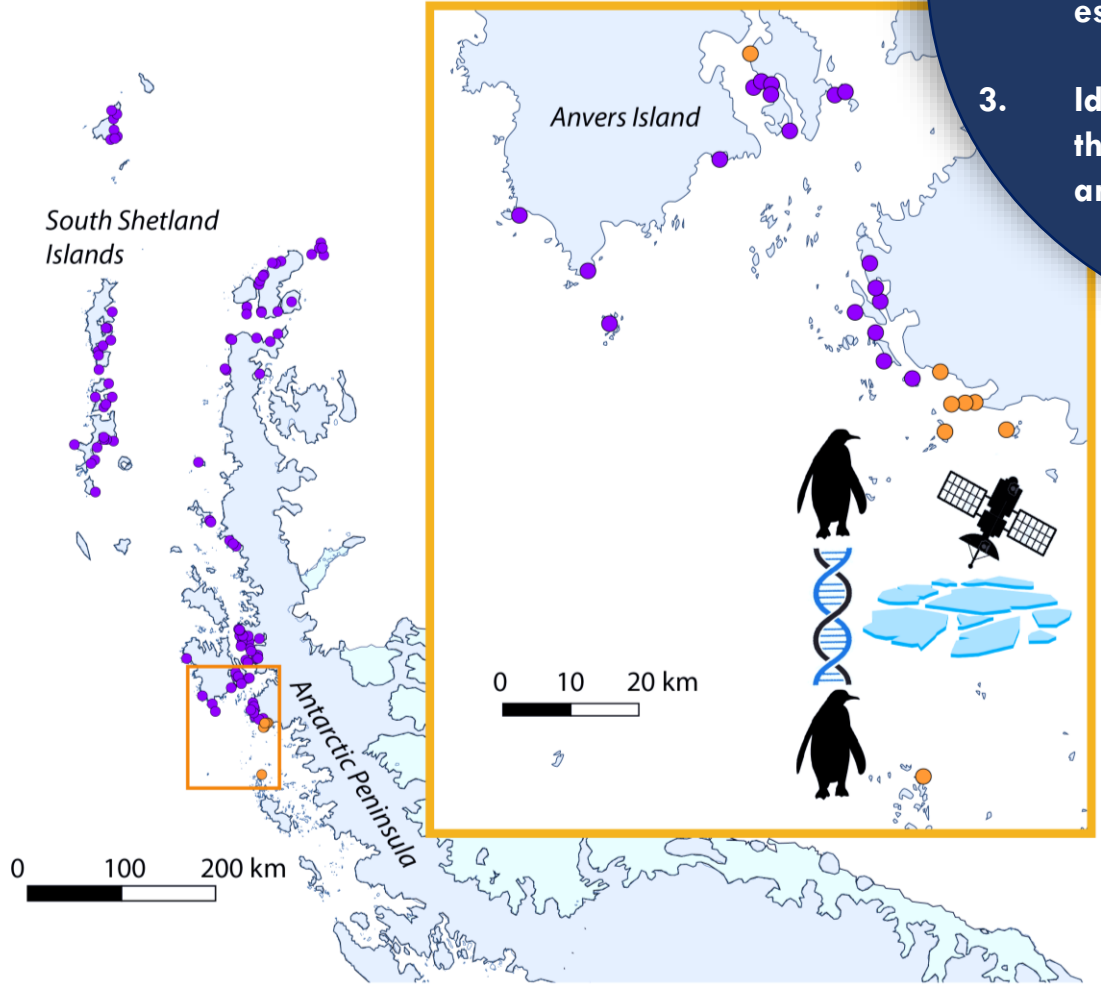 3.
Anvers Island
South Shetland
Islands
0 10 20 km
Antarctic Peninsula
0 100 200 km